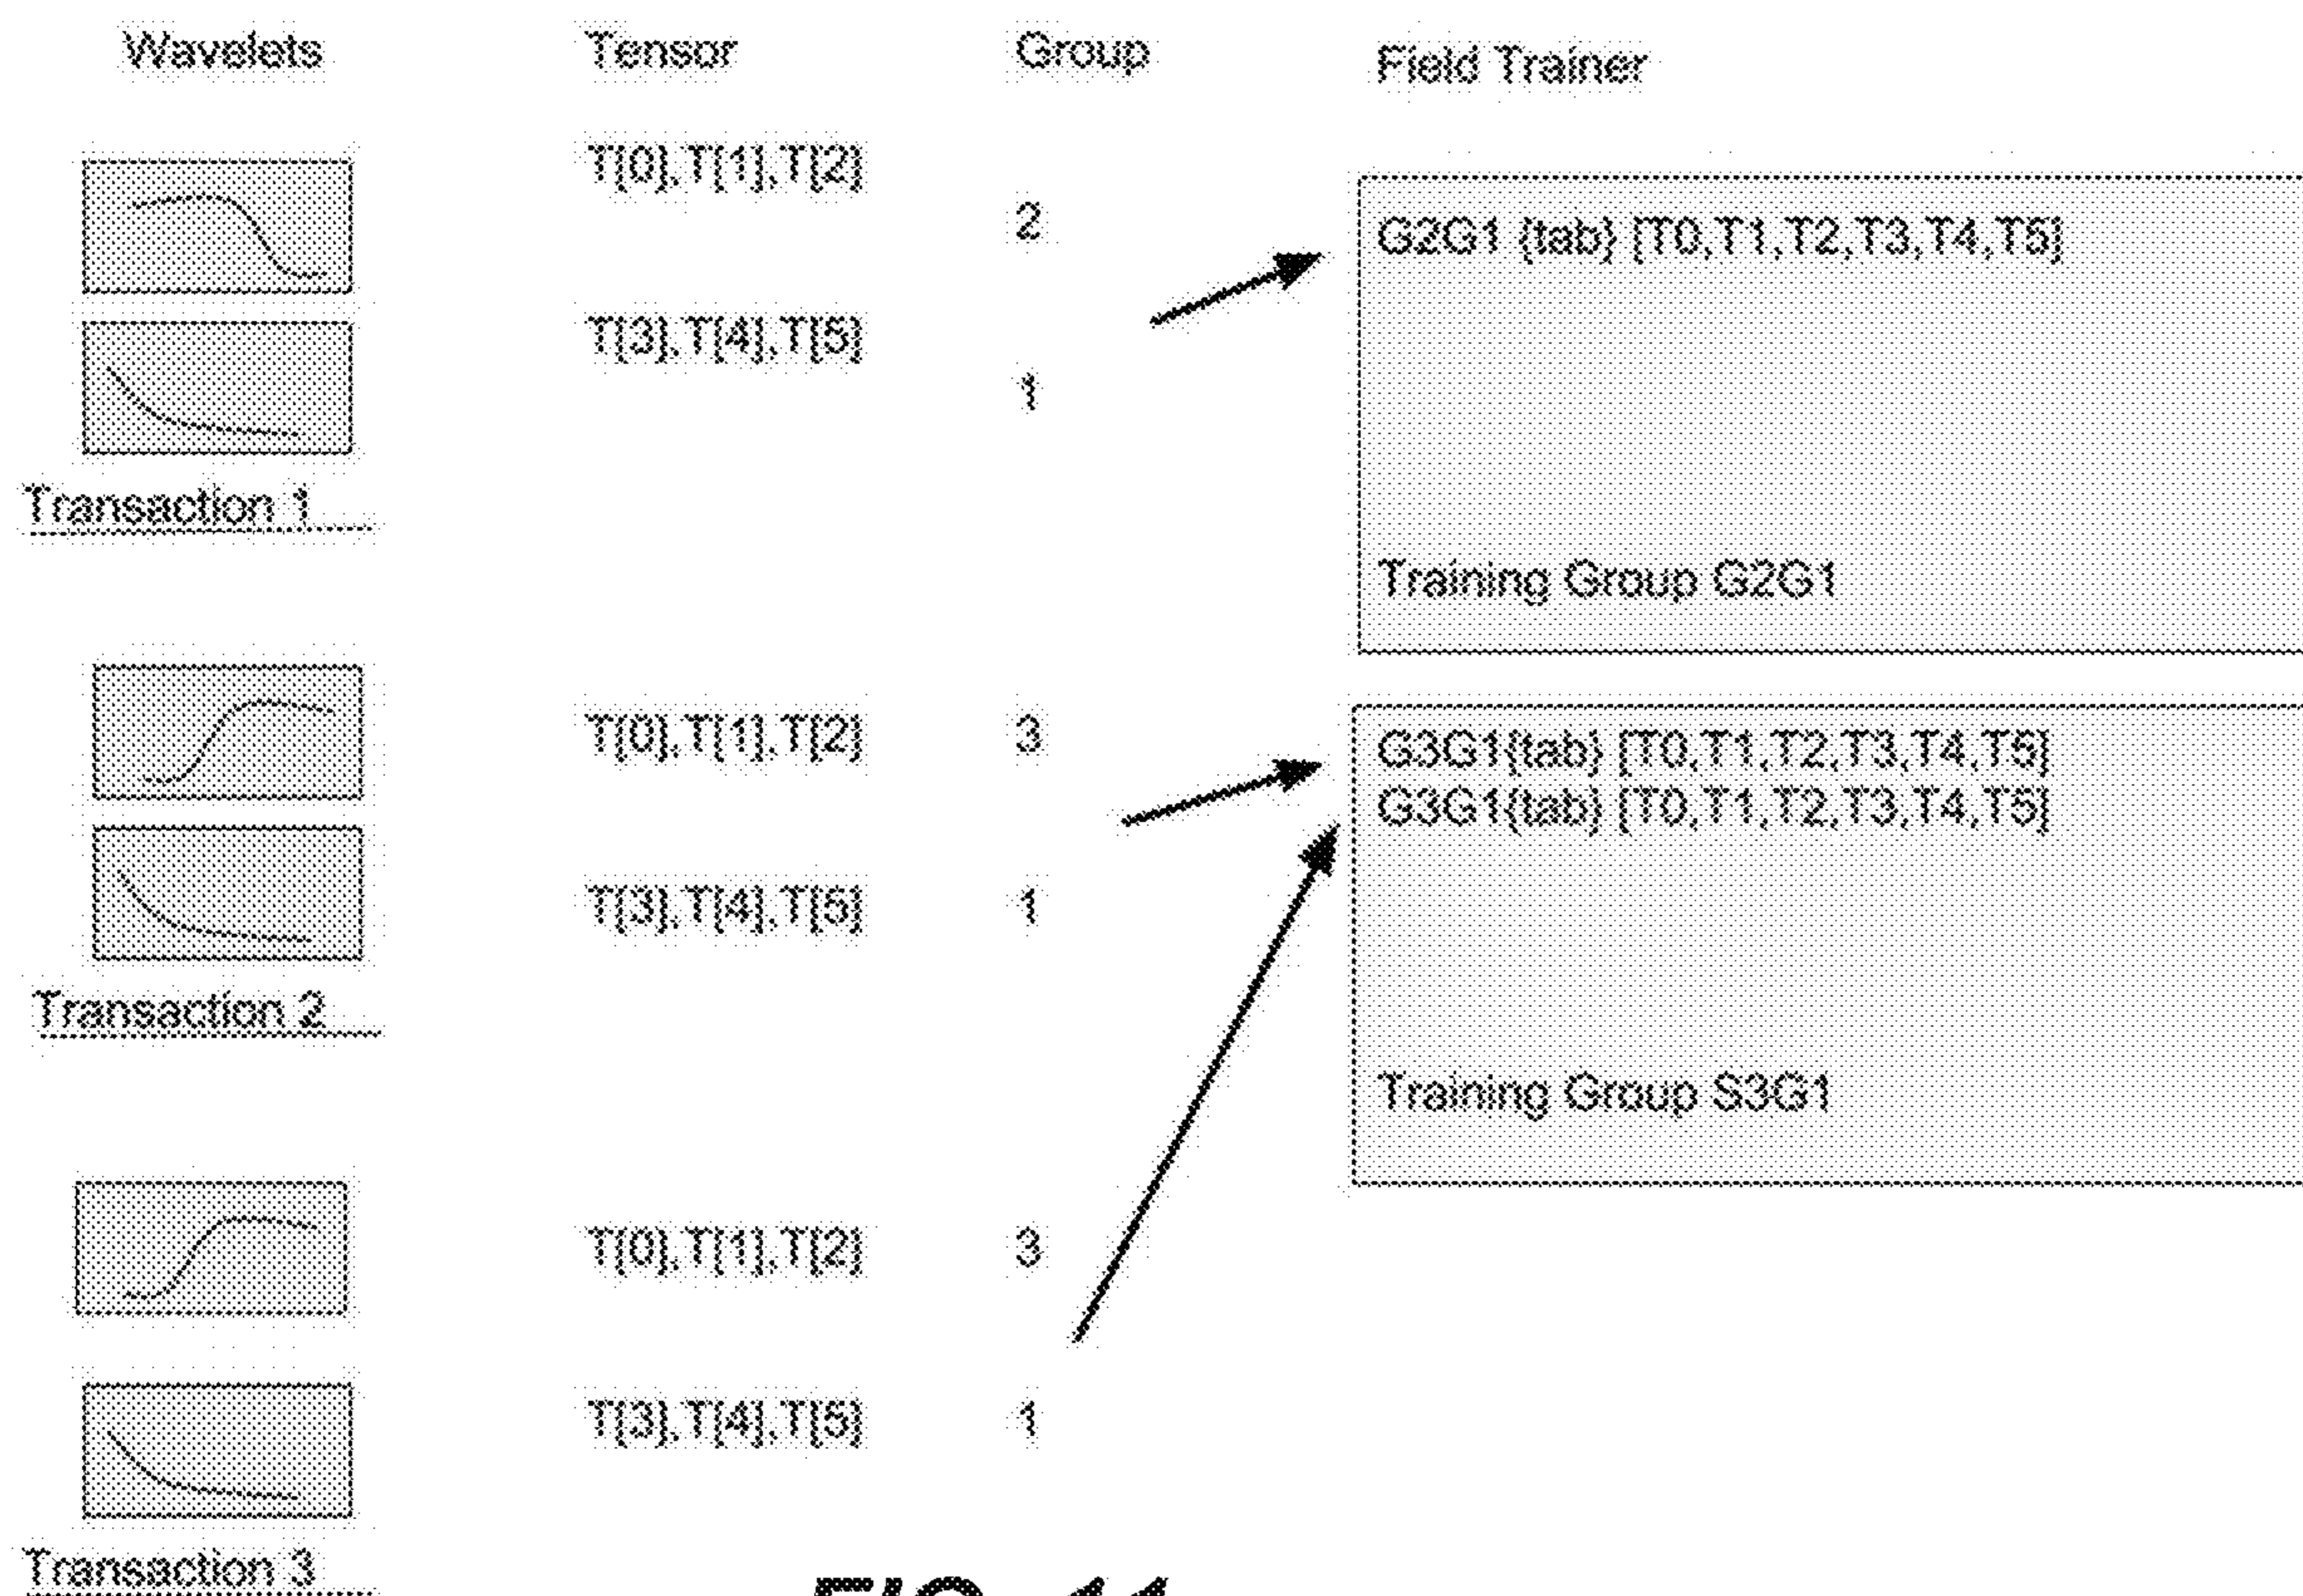 Wavelets Tensor Group Field Trainer
T[0],T[1],T[2]
2
G2G1 {tab} [T0,T1,T2,T3,T4,T5]
T[3],T[4],T[5]
1
Transaction 1
Training Group G2G1
T[0],T[1],T[2]
3
G3G1{tab} [T0,T1,T2,T3,T4,T5]
G3G1{tab} [T0,T1,T2,T3,T4,T5]
T[3],T[4],T[5]
1
Transaction 2
Training Group S3G1
T[0],T[1],T[2]
3
T[3],T[4],T[5]
1
Transaction 3